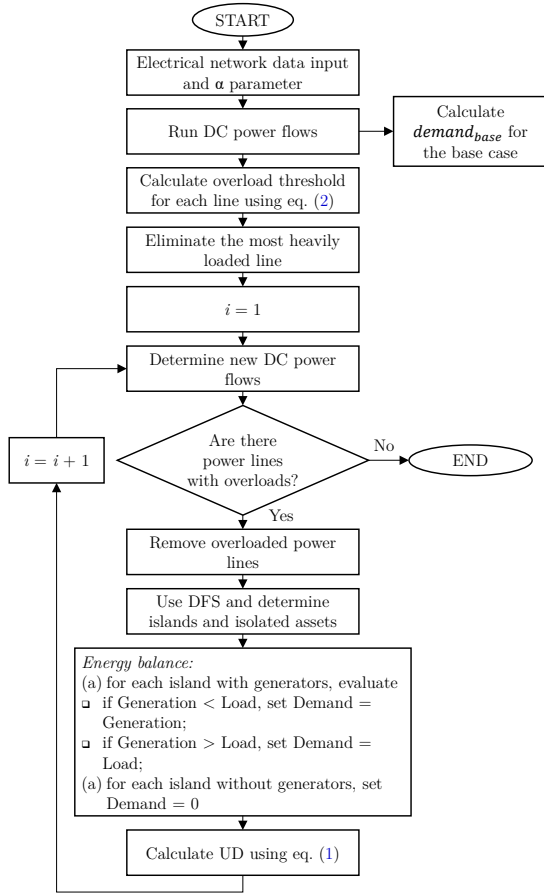 START
Electrical network data input
and α parameter
Run DC power flows
Calculate
demand_base for
the base case
Calculate overload threshold
for each line using eq. (2)
Eliminate the most heavily
loaded line
i = 1
Determine new DC power
flows
i = i + 1
Are there
power lines
with overloads?
No
END
Yes
Remove overloaded power
lines
Use DFS and determine
islands and isolated assets
Energy balance:
(a) for each island with generators, evaluate
❑ if Generation < Load, set Demand =
Generation;
❑ if Generation > Load, set Demand =
Load;
(a) for each island without generators, set
Demand = 0
Calculate UD using eq. (1)